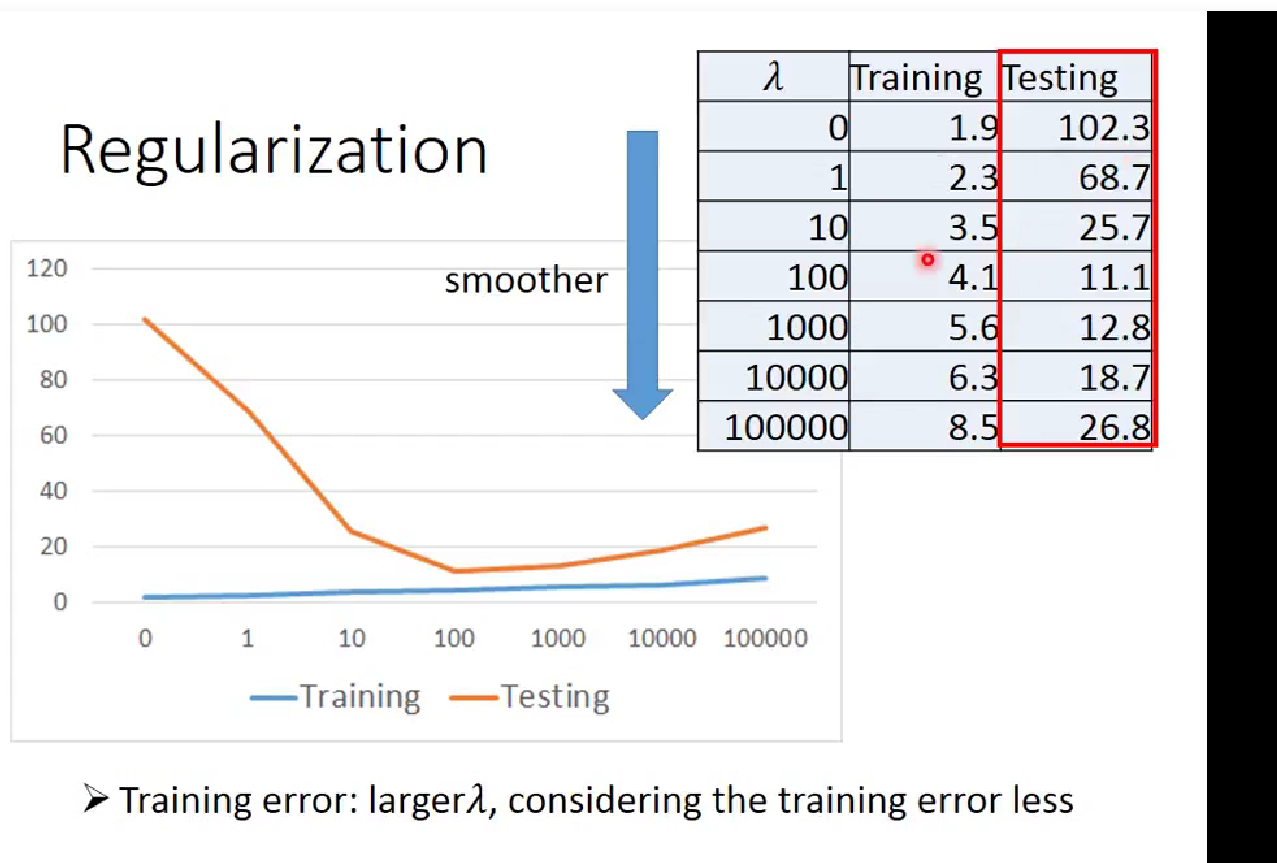 Regularization
smoother
λ Training Testing
0 1.9 102.3
1 2.3 68.7
10 3.5 25.7
100 4.1 11.1
1000 5.6 12.8
10000 6.3 18.7
100000 8.5 26.8
120
100
80
60
40
20
0
0 1 10 100 1000 10000 100000
Training Testing
➢ Training error: largerλ, considering the training error less